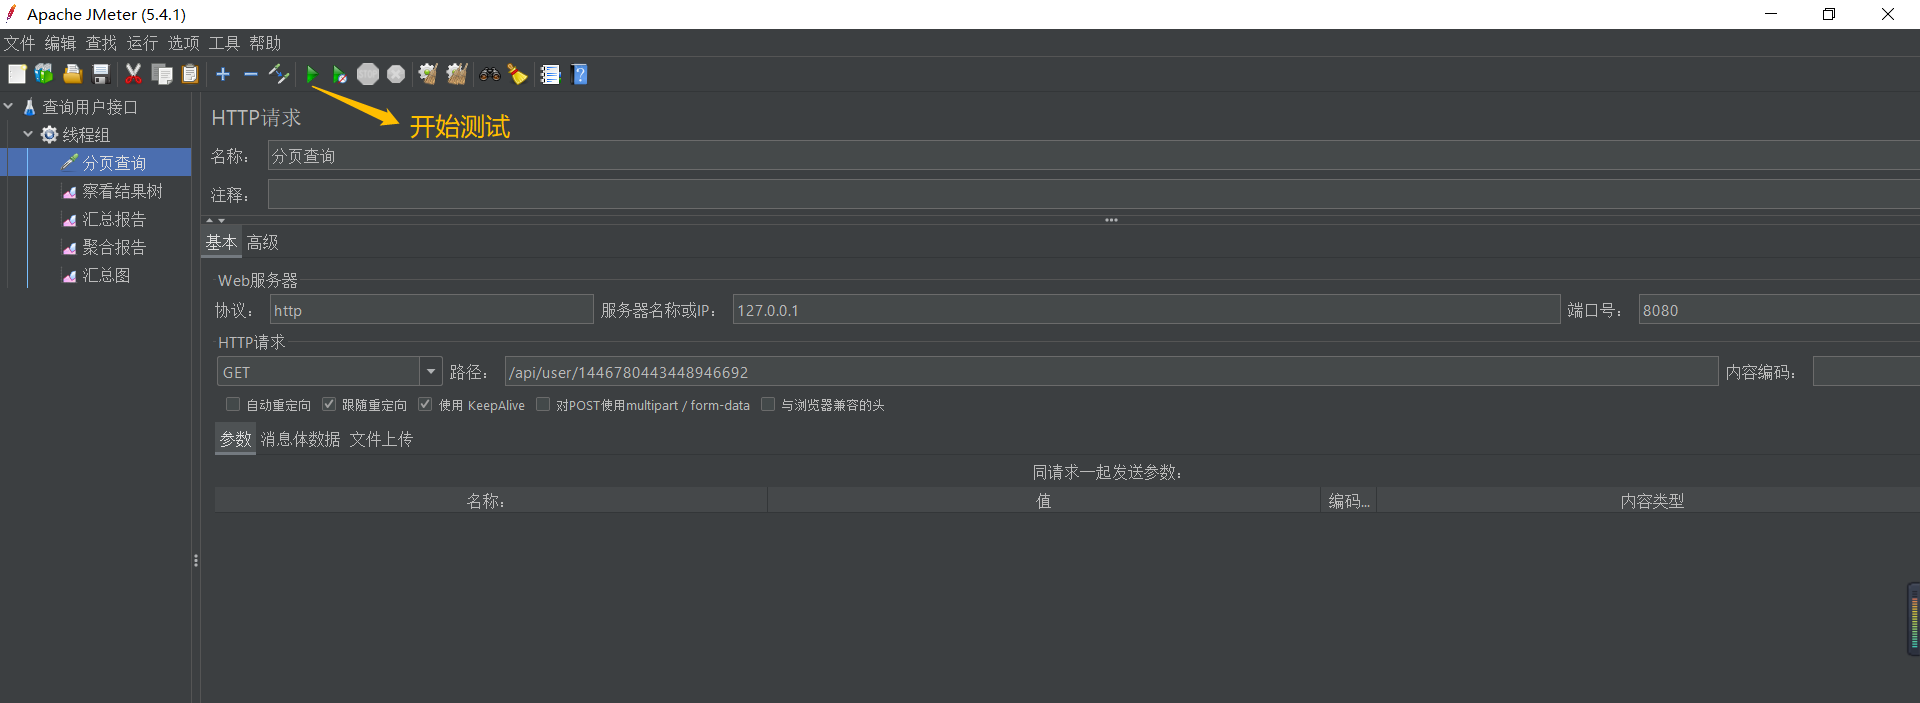 Apache JMeter (5.4.1)
文件 编辑 查找 运行 选项 工具 帮助
STOP
查询用户接口
线程组
分页查询
察看结果树
汇总报告
聚合报告
汇总图
HTTP请求
开始测试
名称： 分页查询
注释：
基本 高级
Web服务器
协议： http 服务器名称或IP： 127.0.0.1 端口号： 8080
HTTP请求
GET 路径： /api/user/1446780443448946692 内容编码：
自动重定向 跟随重定向 使用 KeepAlive 对POST使用multipart / form-data 与浏览器兼容的头
参数 消息体数据 文件上传
同请求一起发送参数：
名称： 值 编码... 内容类型